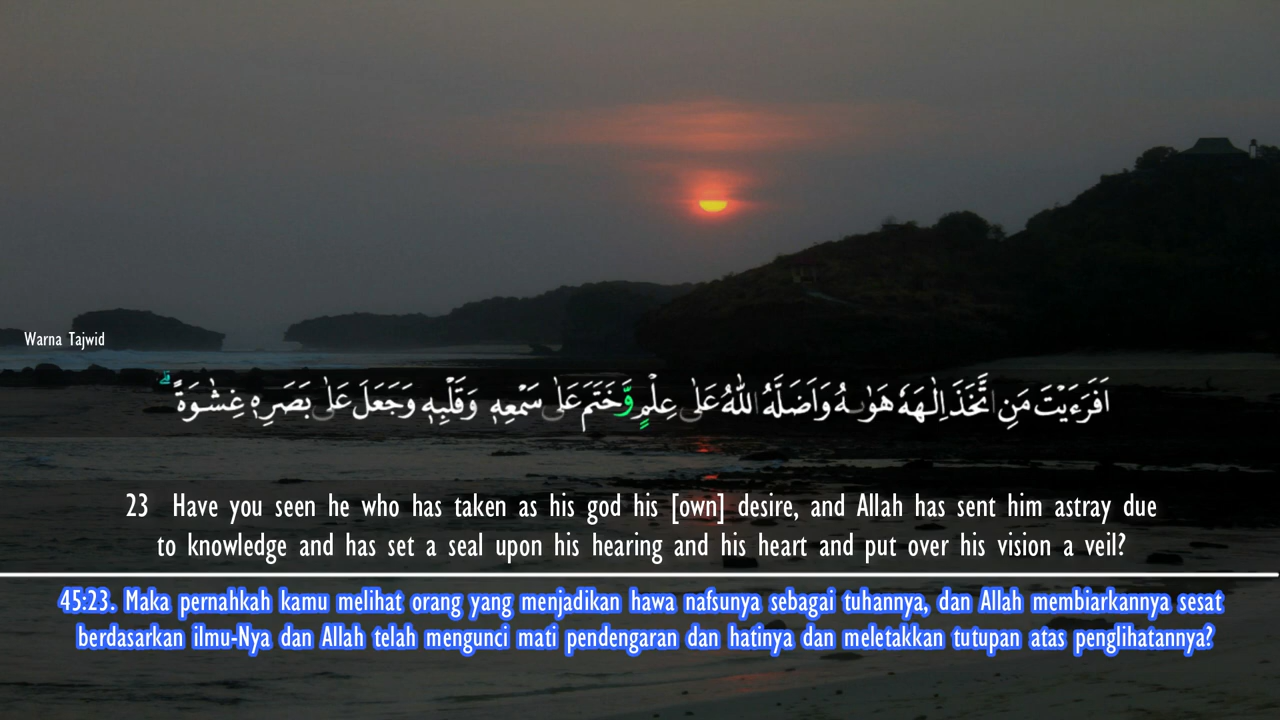 Warna Tajwid
اَفَرَءَيْتَ مَنِ اتَّخَذَ اِلٰهَهٗ هَوٰىهُ وَاَضَلَّهُ اللّٰهُ عَلٰى عِلْمٍ وَّخَتَمَ عَلٰى سَمْعِهٖ وَقَلْبِهٖ وَجَعَلَ عَلٰى بَصَرِهٖ غِشٰوَةًۗ
23 Have you seen he who has taken as his god his [own] desire, and Allah has sent him astray due
to knowledge and has set a seal upon his hearing and his heart and put over his vision a veil?
45:23. Maka pernahkah kamu melihat orang yang menjadikan hawa nafsunya sebagai tuhannya, dan Allah membiarkannya sesat
berdasarkan ilmu-Nya dan Allah telah mengunci mati pendengaran dan hatinya dan meletakkan tutupan atas penglihatannya?